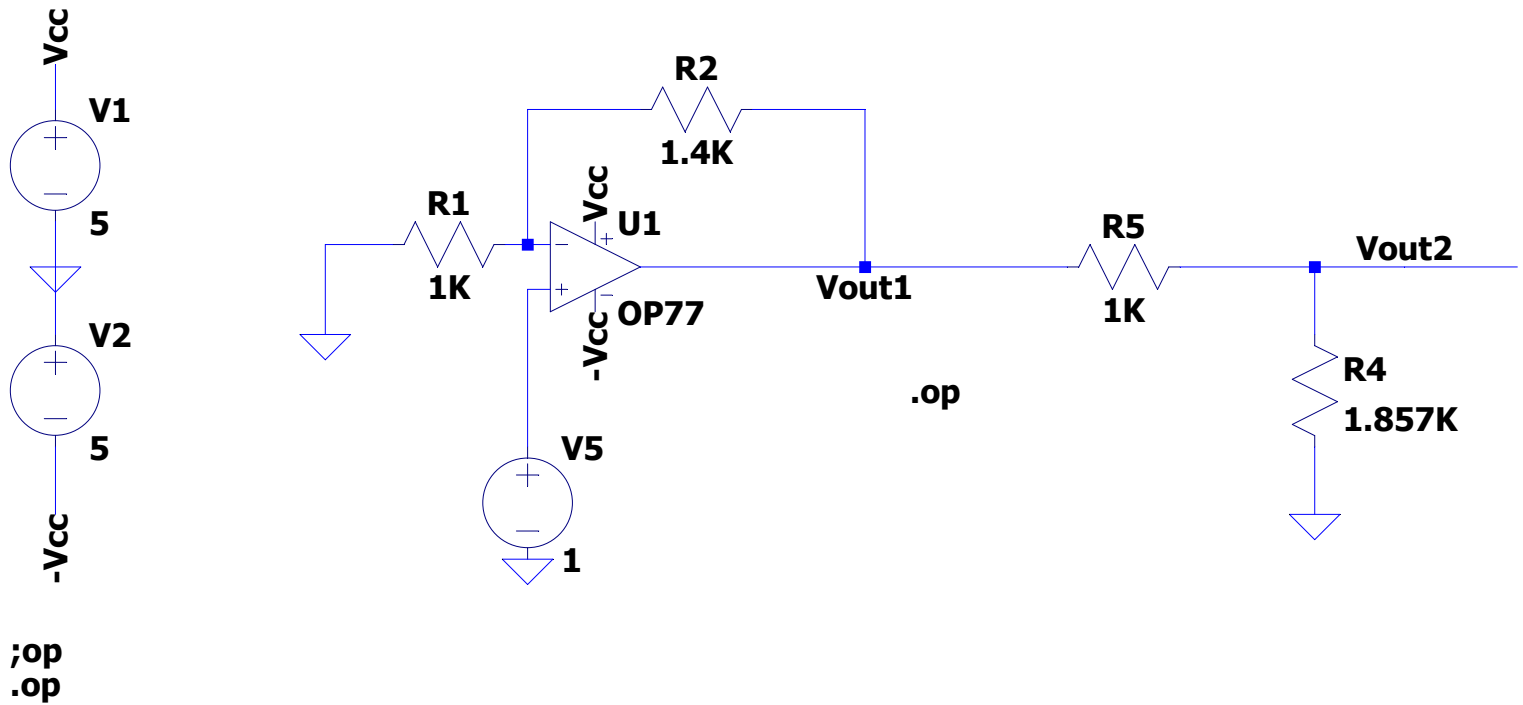 Vcc
V1
5
V2
5
-Vcc
;op
.op
R1
1K
R2
1.4K
Vcc
U1
OP77
-Vcc
V5
1
Vout1
.op
R5
1K
Vout2
R4
1.857K